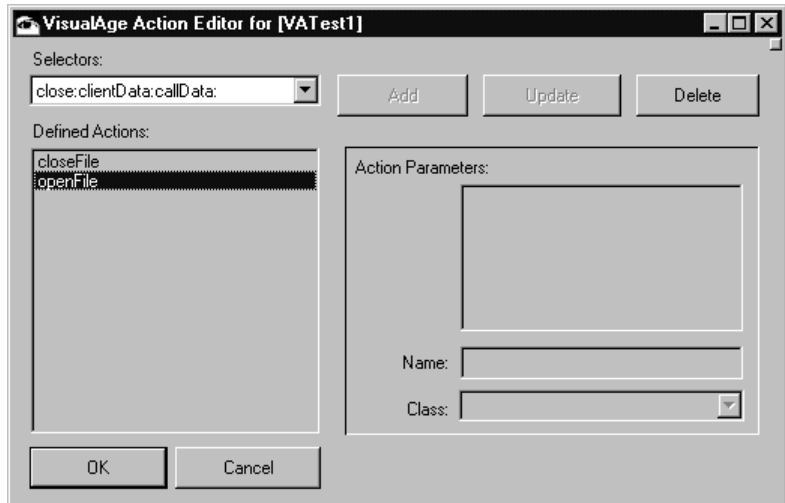 VisualAge Action Editor for [VATest1]
Selectors:
close:clientData:callData:
Add
Update
Delete
Defined Actions:
closeFile
openFile
Action Parameters:
Name:
Class:
OK
Cancel